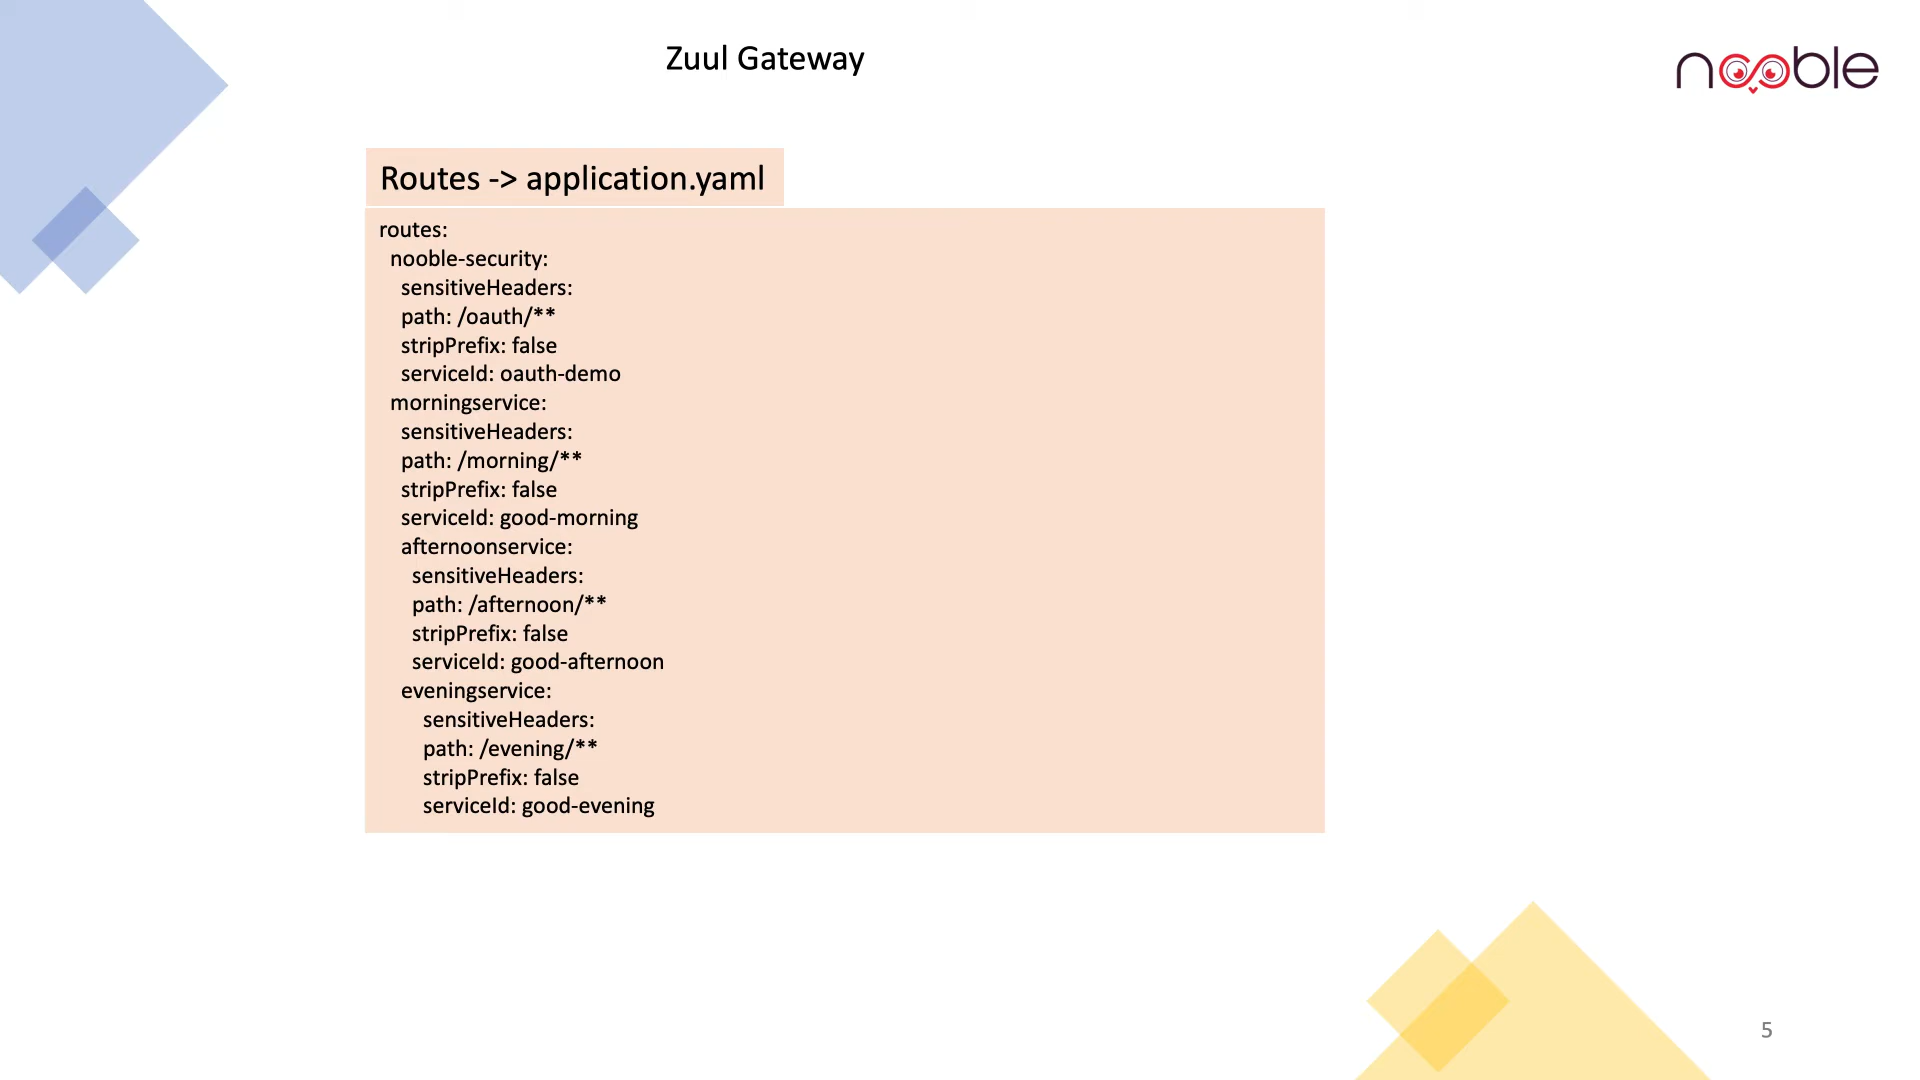 Zuul Gateway
nooble
Routes -> application.yaml
routes:
  nooble-security:
    sensitiveHeaders:
    path: /oauth/**
    stripPrefix: false
    serviceId: oauth-demo
  morningservice:
    sensitiveHeaders:
    path: /morning/**
    stripPrefix: false
    serviceId: good-morning
    afternoonservice:
      sensitiveHeaders:
      path: /afternoon/**
      stripPrefix: false
      serviceId: good-afternoon
    eveningservice:
        sensitiveHeaders:
        path: /evening/**
        stripPrefix: false
        serviceId: good-evening
5